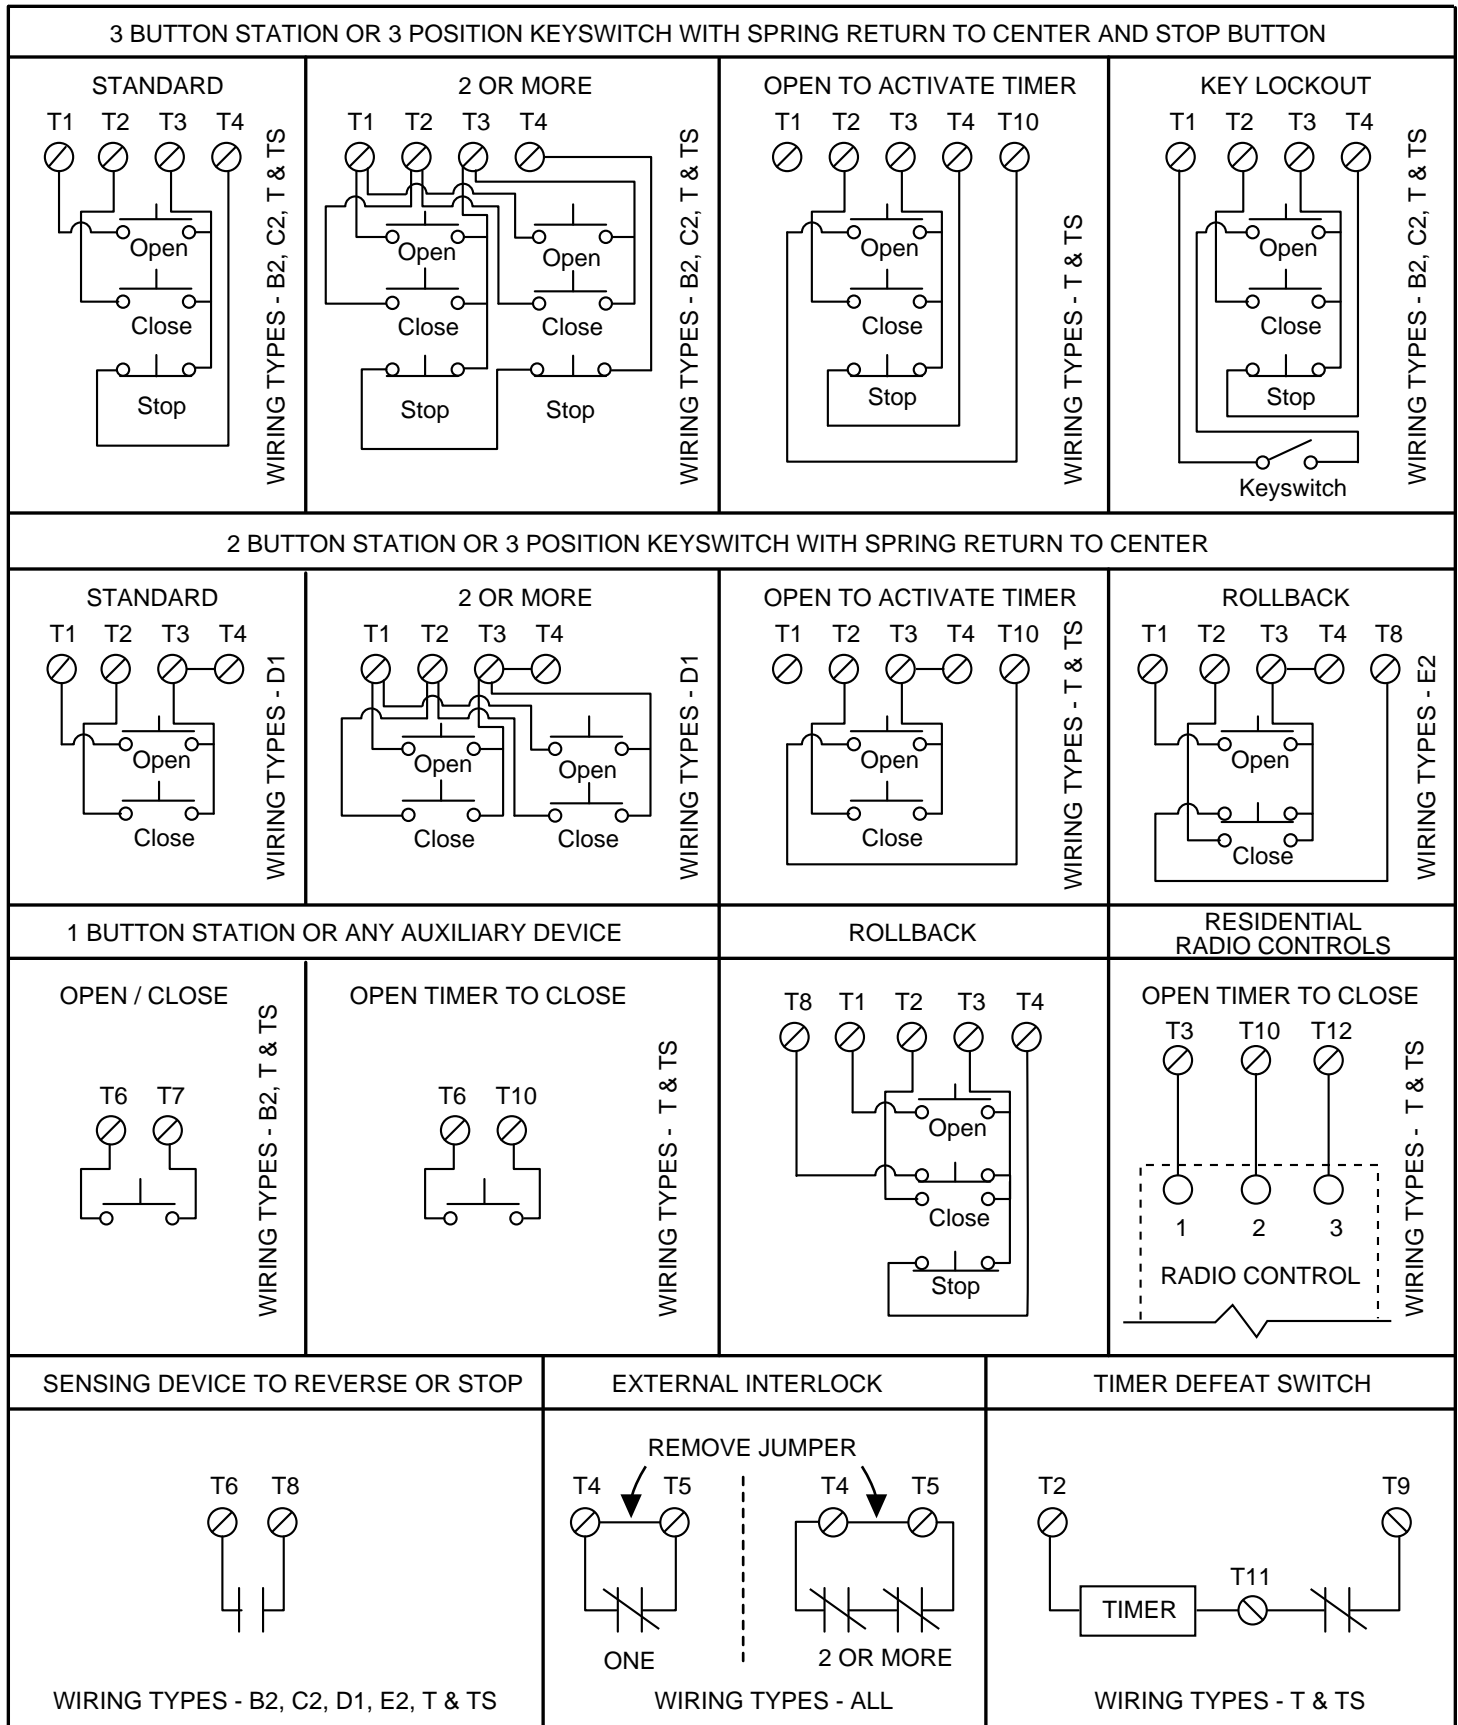 3 BUTTON STATION OR 3 POSITION KEYSWITCH WITH SPRING RETURN TO CENTER AND STOP BUTTON
STANDARD
T1 T2 T3 T4
Open
Close
Stop
WIRING TYPES - B2, C2, T & TS
2 OR MORE
T1 T2 T3 T4
Open Open
Close Close
Stop Stop
WIRING TYPES - B2, C2, T & TS
OPEN TO ACTIVATE TIMER
T1 T2 T3 T4 T10
Open
Close
Stop
WIRING TYPES - T & TS
KEY LOCKOUT
T1 T2 T3 T4
Open
Close
Stop
Keyswitch
WIRING TYPES - B2, C2, T & TS
2 BUTTON STATION OR 3 POSITION KEYSWITCH WITH SPRING RETURN TO CENTER
STANDARD
T1 T2 T3 T4
Open
Close
WIRING TYPES - D1
2 OR MORE
T1 T2 T3 T4
Open Open
Close Close
WIRING TYPES - D1
OPEN TO ACTIVATE TIMER
T1 T2 T3 T4 T10
Open
Close
WIRING TYPES - T & TS
ROLLBACK
T1 T2 T3 T4 T8
Open
Close
WIRING TYPES - E2
1 BUTTON STATION OR ANY AUXILIARY DEVICE
OPEN / CLOSE
T6 T7
WIRING TYPES - B2, T & TS
OPEN TIMER TO CLOSE
T6 T10
WIRING TYPES - T & TS
ROLLBACK
T8 T1 T2 T3 T4
Open
Close
Stop
RESIDENTIAL
RADIO CONTROLS
OPEN TIMER TO CLOSE
T3 T10 T12
1 2 3
RADIO CONTROL
WIRING TYPES - T & TS
SENSING DEVICE TO REVERSE OR STOP
T6 T8
WIRING TYPES - B2, C2, D1, E2, T & TS
EXTERNAL INTERLOCK
REMOVE JUMPER
T4 T5 T4 T5
ONE 2 OR MORE
WIRING TYPES - ALL
TIMER DEFEAT SWITCH
T2 T9
T11
TIMER
WIRING TYPES - T & TS